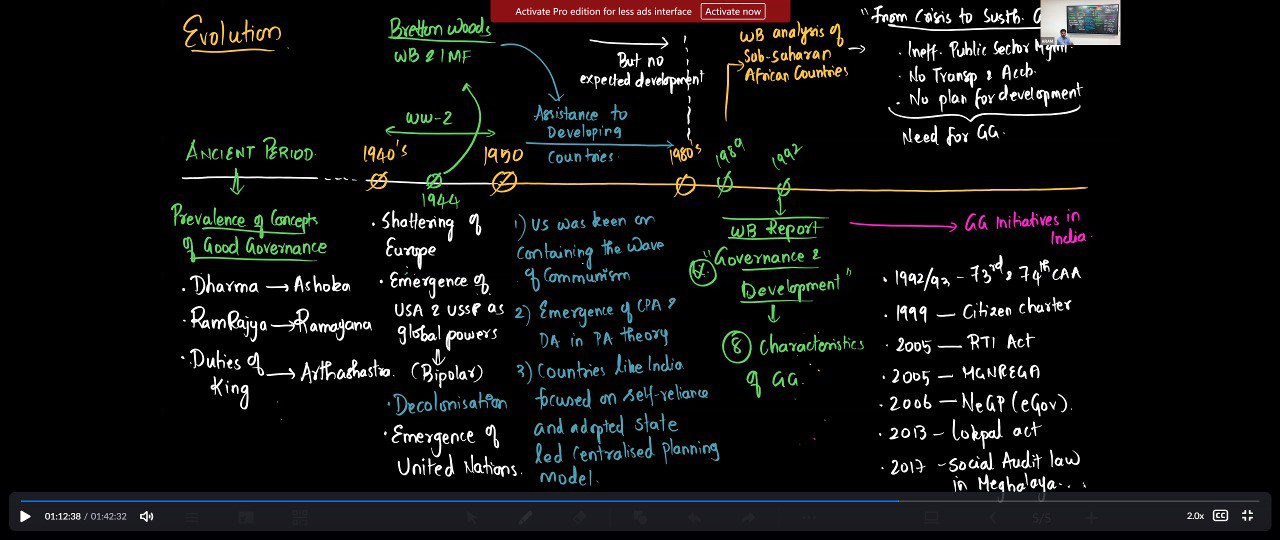 Activate Pro edition for less ads interface
Activate now
Evolution
Bretton Woods
WB & IMF
WW-2
But no
expected development
Assistance to
Developing
Countries.
WB analysis of
Sub-saharan
African Countries
"From Crisis to Sustb.
· Ineff. Public Sector Mgmt
· No Transp & Accb.
· No plan for development
Need for GG.
ANCIENT PERIOD
1940's
1944
1950
1980's
1989
1992
Prevalence of Concepts
of Good Governance
· Dharma → Ashoka
· RamRajya → Ramayana
· Duties of
King → Arthashastra.
· Shattering of
Europe
· Emergence of
USA & USSR as
global powers
(Bipolar)
· Decolonisation
· Emergence of
United Nations.
1) US was keen on
containing the wave
of Communism
2) Emergence of CPA &
DA in PA theory
3) Countries like India
focused on self-reliance
and adopted state
led centralised planning
model.
WB Report
"Governance &
Development"
8 Characteristics
of GG.
GG Initiatives in
India.
· 1992/93 - 73rd & 74th CAA
· 1999 - Citizen charter
· 2005 - RTI Act
· 2005 - MGNREGA
· 2006 - NeGP (eGov).
· 2013 - Lokpal act
· 2017 - Social Audit law
in Meghalaya...
01:12:38 / 01:42:32
2.0x
CC
5/5